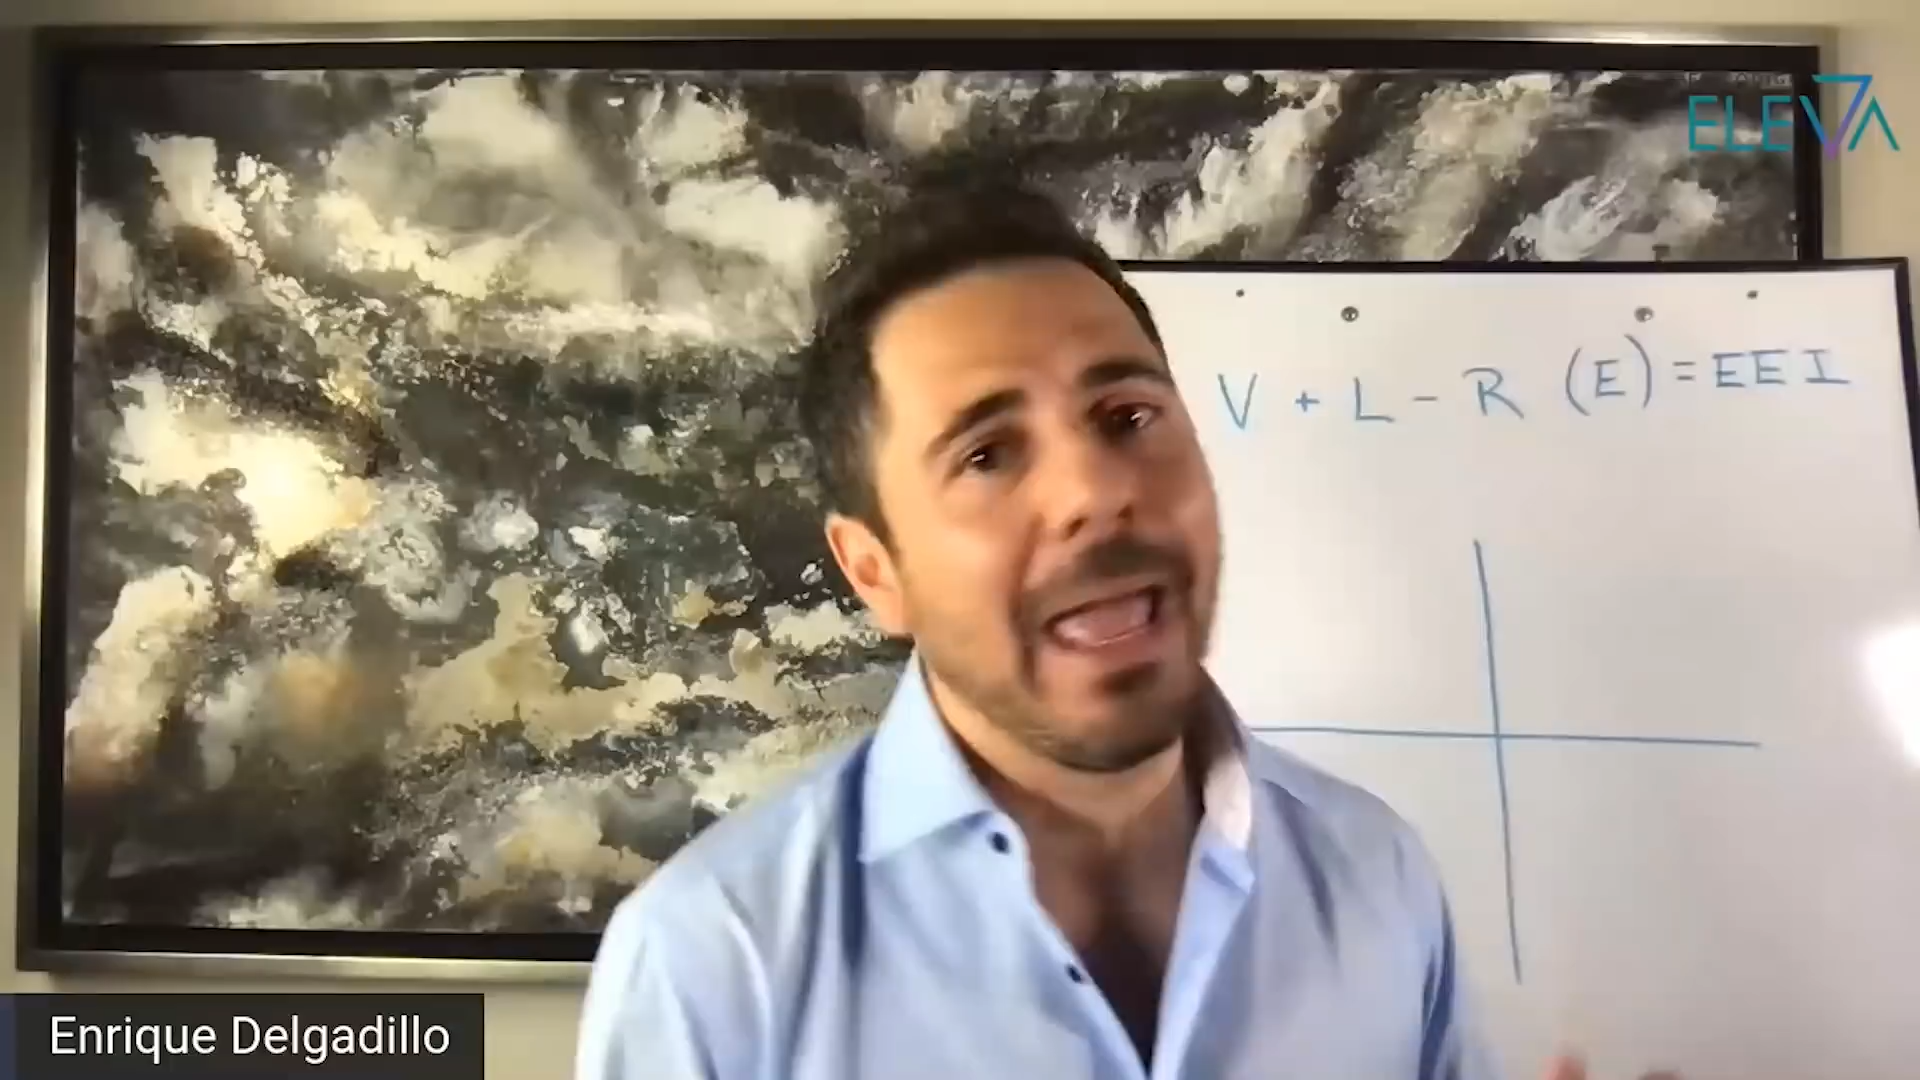 ELEVA
V + L - R (E) = EEI
Enrique Delgadillo